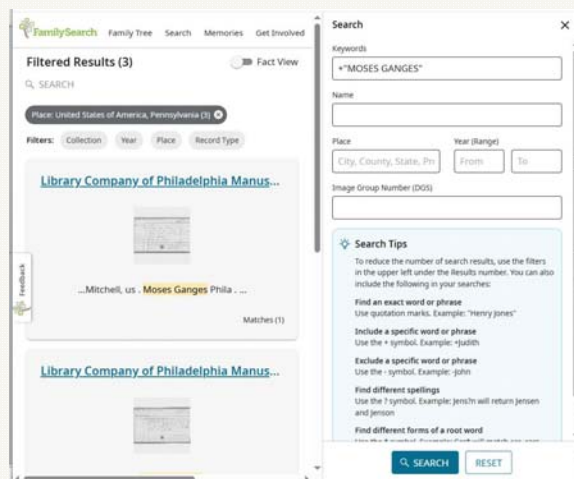 FamilySearch Family Tree Search Memories Get Involved
Filtered Results (3)
Fact View
SEARCH
Place: United States of America, Pennsylvania (3)
Filters: Collection Year Place Record Type
Library Company of Philadelphia Manus...
...Mitchell, us . Moses Ganges Phila . ...
Matches (1)
Library Company of Philadelphia Manus...
Feedback
Search
Keywords
+"MOSES GANGES"
Name
Place Year (Range)
City, County, State, Pro From To
Image Group Number (DGS)
Search Tips
To reduce the number of search results, use the filters
in the upper left under the Results number. You can also
include the following in your searches:
Find an exact word or phrase
Use quotation marks. Example: "Henry Jones"
Include a specific word or phrase
Use the + symbol. Example: +Judith
Exclude a specific word or phrase
Use the - symbol. Example: -John
Find different spellings
Use the ? symbol. Example: Jens?n will return Jensen
and Jenson
Find different forms of a root word
SEARCH RESET